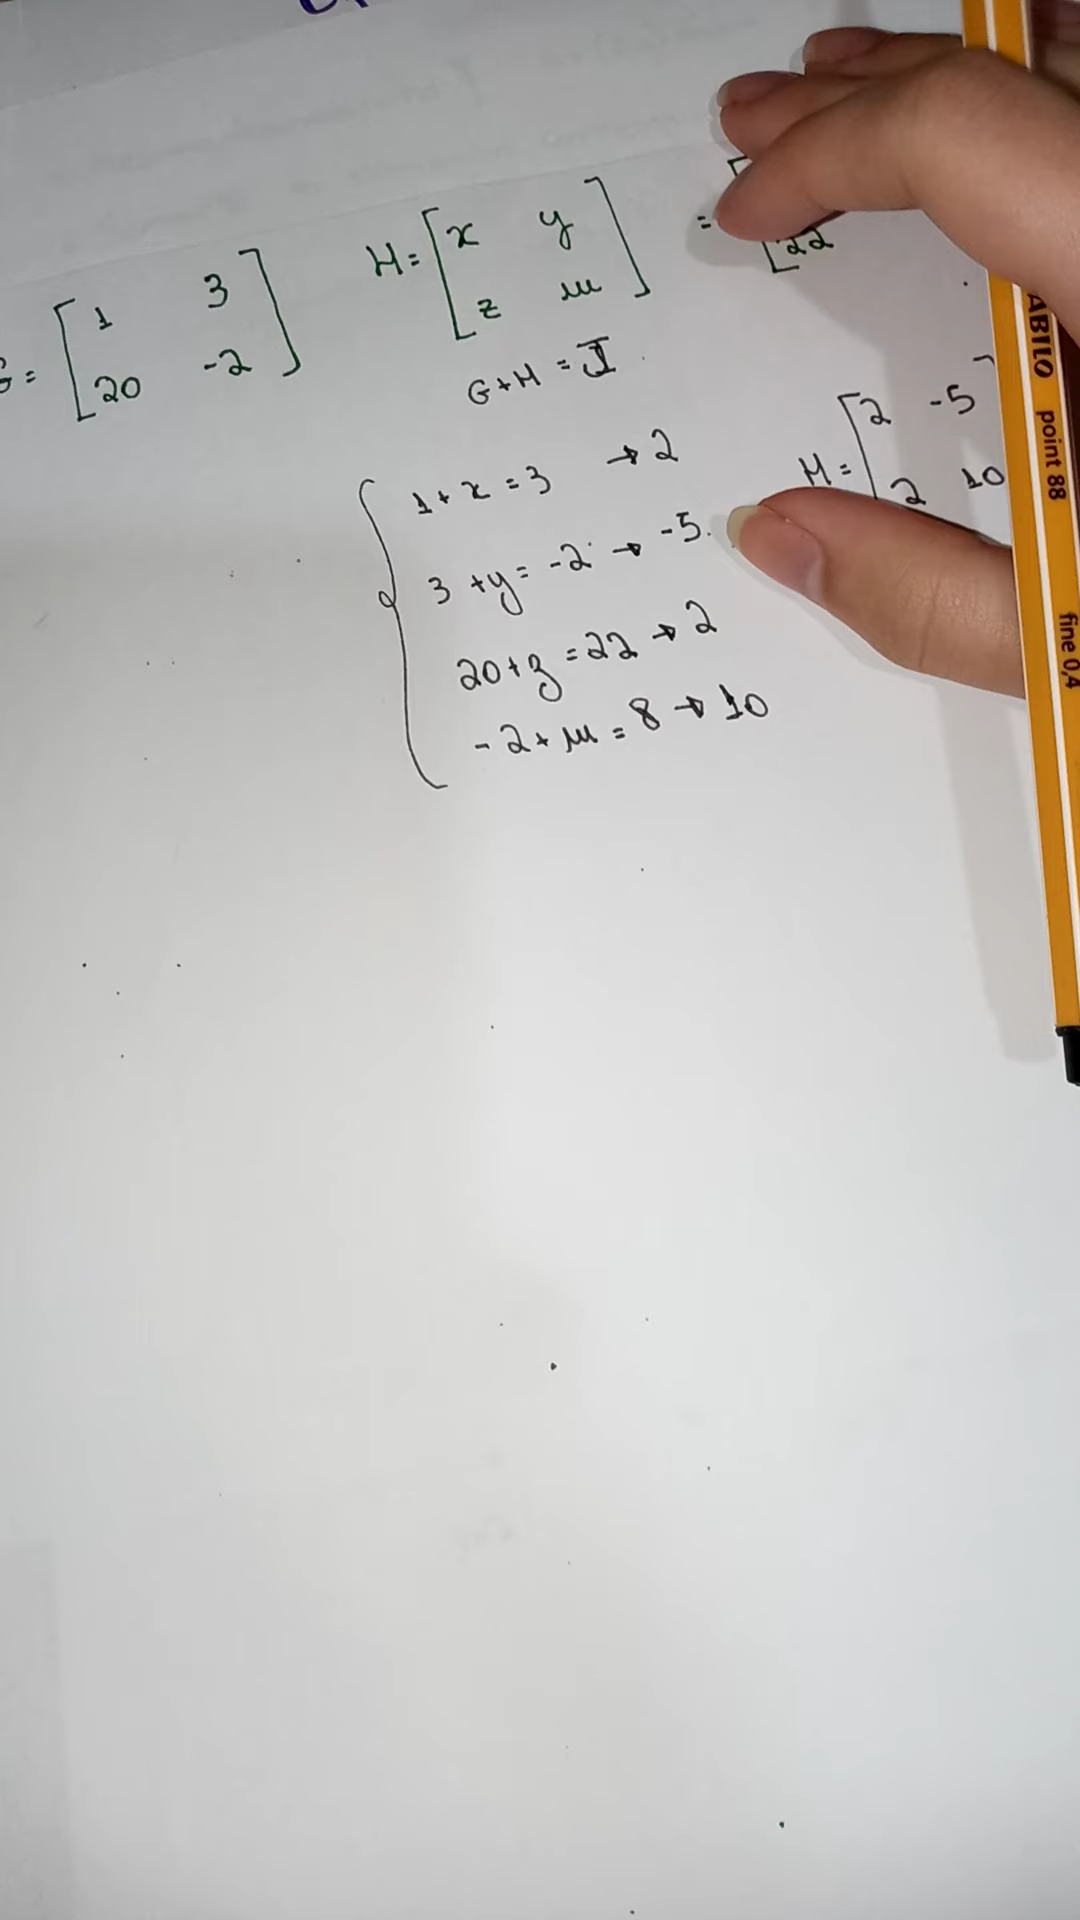 G = [ 1 3
20 -2 ]
H = [ x y
z w ]
= [ 22
G + H = J
1 + x = 3 → 2
3 + y = -2 → -5
20 + z = 22 → 2
-2 + w = 8 → 10
H = [ 2 -5
2 10
ABILO point 88 fine 0,4